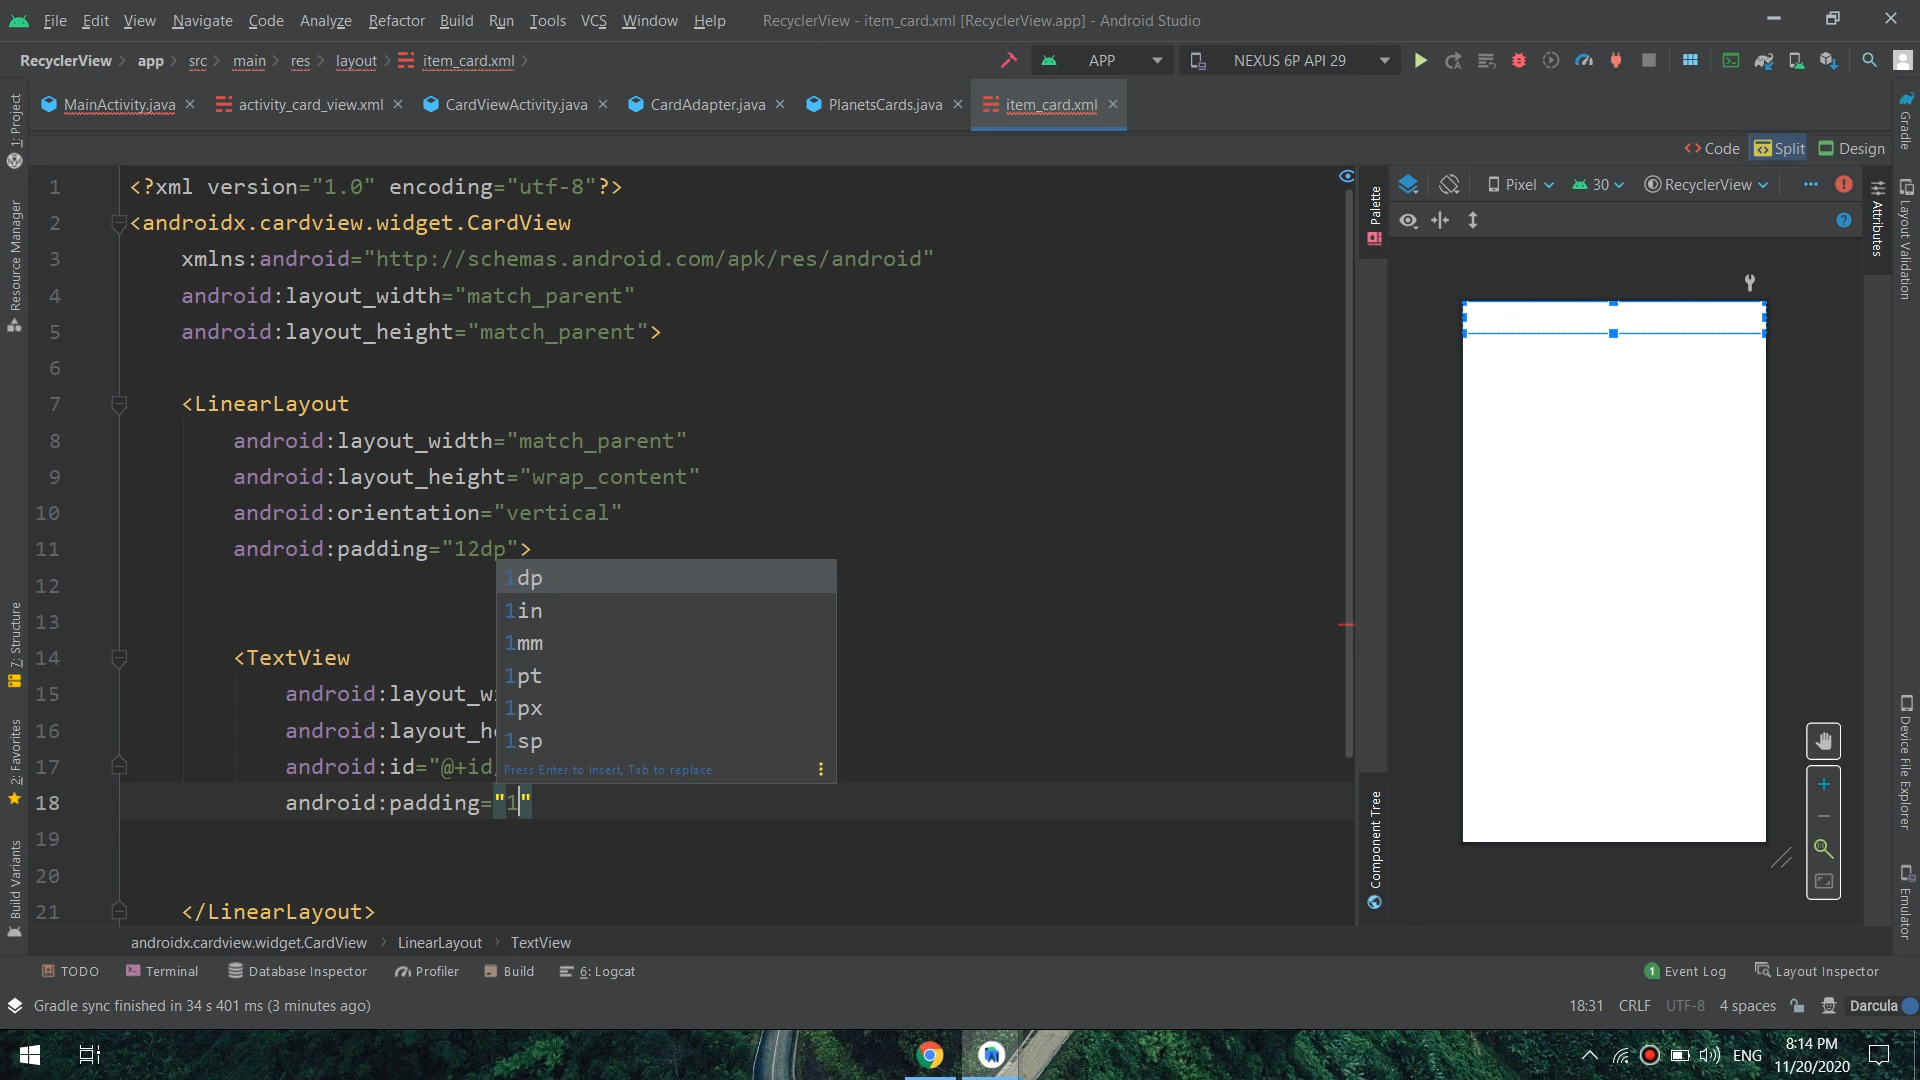 File Edit View Navigate Code Analyze Refactor Build Run Tools VCS Window Help RecyclerView - item_card.xml [RecyclerView.app] - Android Studio
RecyclerView app src main res layout item_card.xml APP NEXUS 6P API 29
MainActivity.java activity_card_view.xml CardViewActivity.java CardAdapter.java PlanetsCards.java item_card.xml
Code Split Design
Pixel 30 RecyclerView
1 <?xml version="1.0" encoding="utf-8"?>
2 <androidx.cardview.widget.CardView
3 xmlns:android="http://schemas.android.com/apk/res/android"
4 android:layout_width="match_parent"
5 android:layout_height="match_parent">
6
7 <LinearLayout
8 android:layout_width="match_parent"
9 android:layout_height="wrap_content"
10 android:orientation="vertical"
11 android:padding="12dp">
12
13
14 <TextView
15 android:layout_wi
16 android:layout_he
17 android:id="@+id/
18 android:padding="1"
19
20
21 </LinearLayout>
1dp
1in
1mm
1pt
1px
1sp
Press Enter to insert, Tab to replace
1: Project
Resource Manager
7: Structure
2: Favorites
Build Variants
Palette
Component Tree
Attributes
Gradle
Layout Validation
Device File Explorer
Emulator
androidx.cardview.widget.CardView LinearLayout TextView
TODO Terminal Database Inspector Profiler Build 6: Logcat 1 Event Log Layout Inspector
Gradle sync finished in 34 s 401 ms (3 minutes ago) 18:31 CRLF UTF-8 4 spaces Darcula
ENG 8:14 PM
11/20/2020